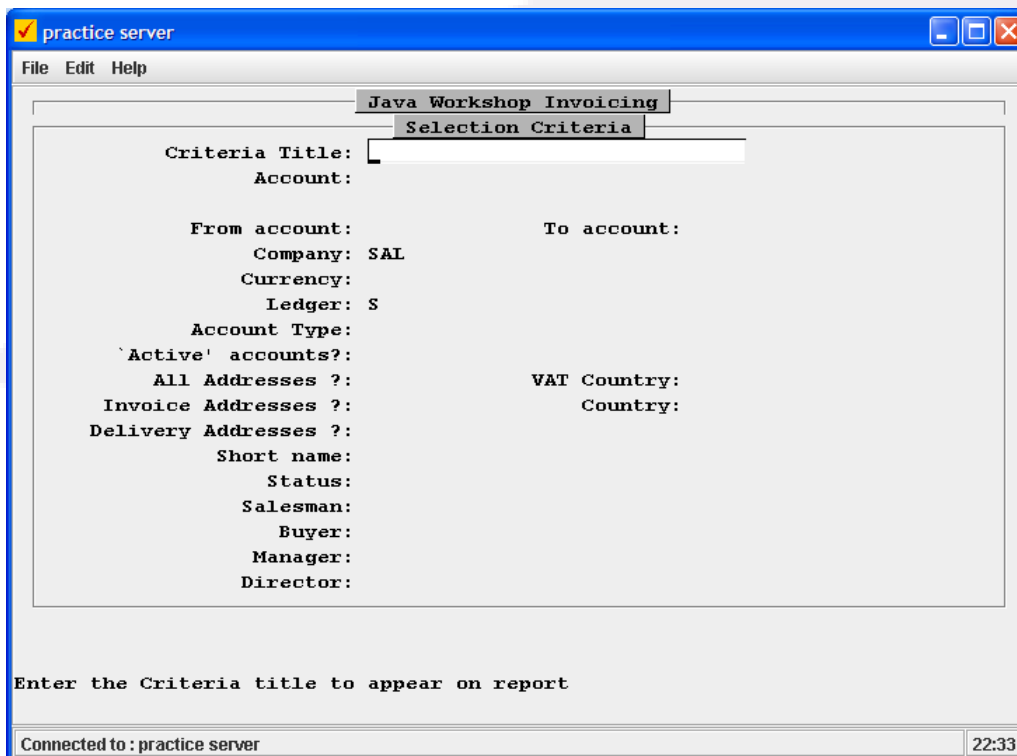 practice server
File Edit Help
Java Workshop Invoicing
Selection Criteria
Criteria Title:
Account:
From account: To account:
Company: SAL
Currency:
Ledger: S
Account Type:
`Active' accounts?:
All Addresses ?: VAT Country:
Invoice Addresses ?: Country:
Delivery Addresses ?:
Short name:
Status:
Salesman:
Buyer:
Manager:
Director:
Enter the Criteria title to appear on report
Connected to : practice server 22:33